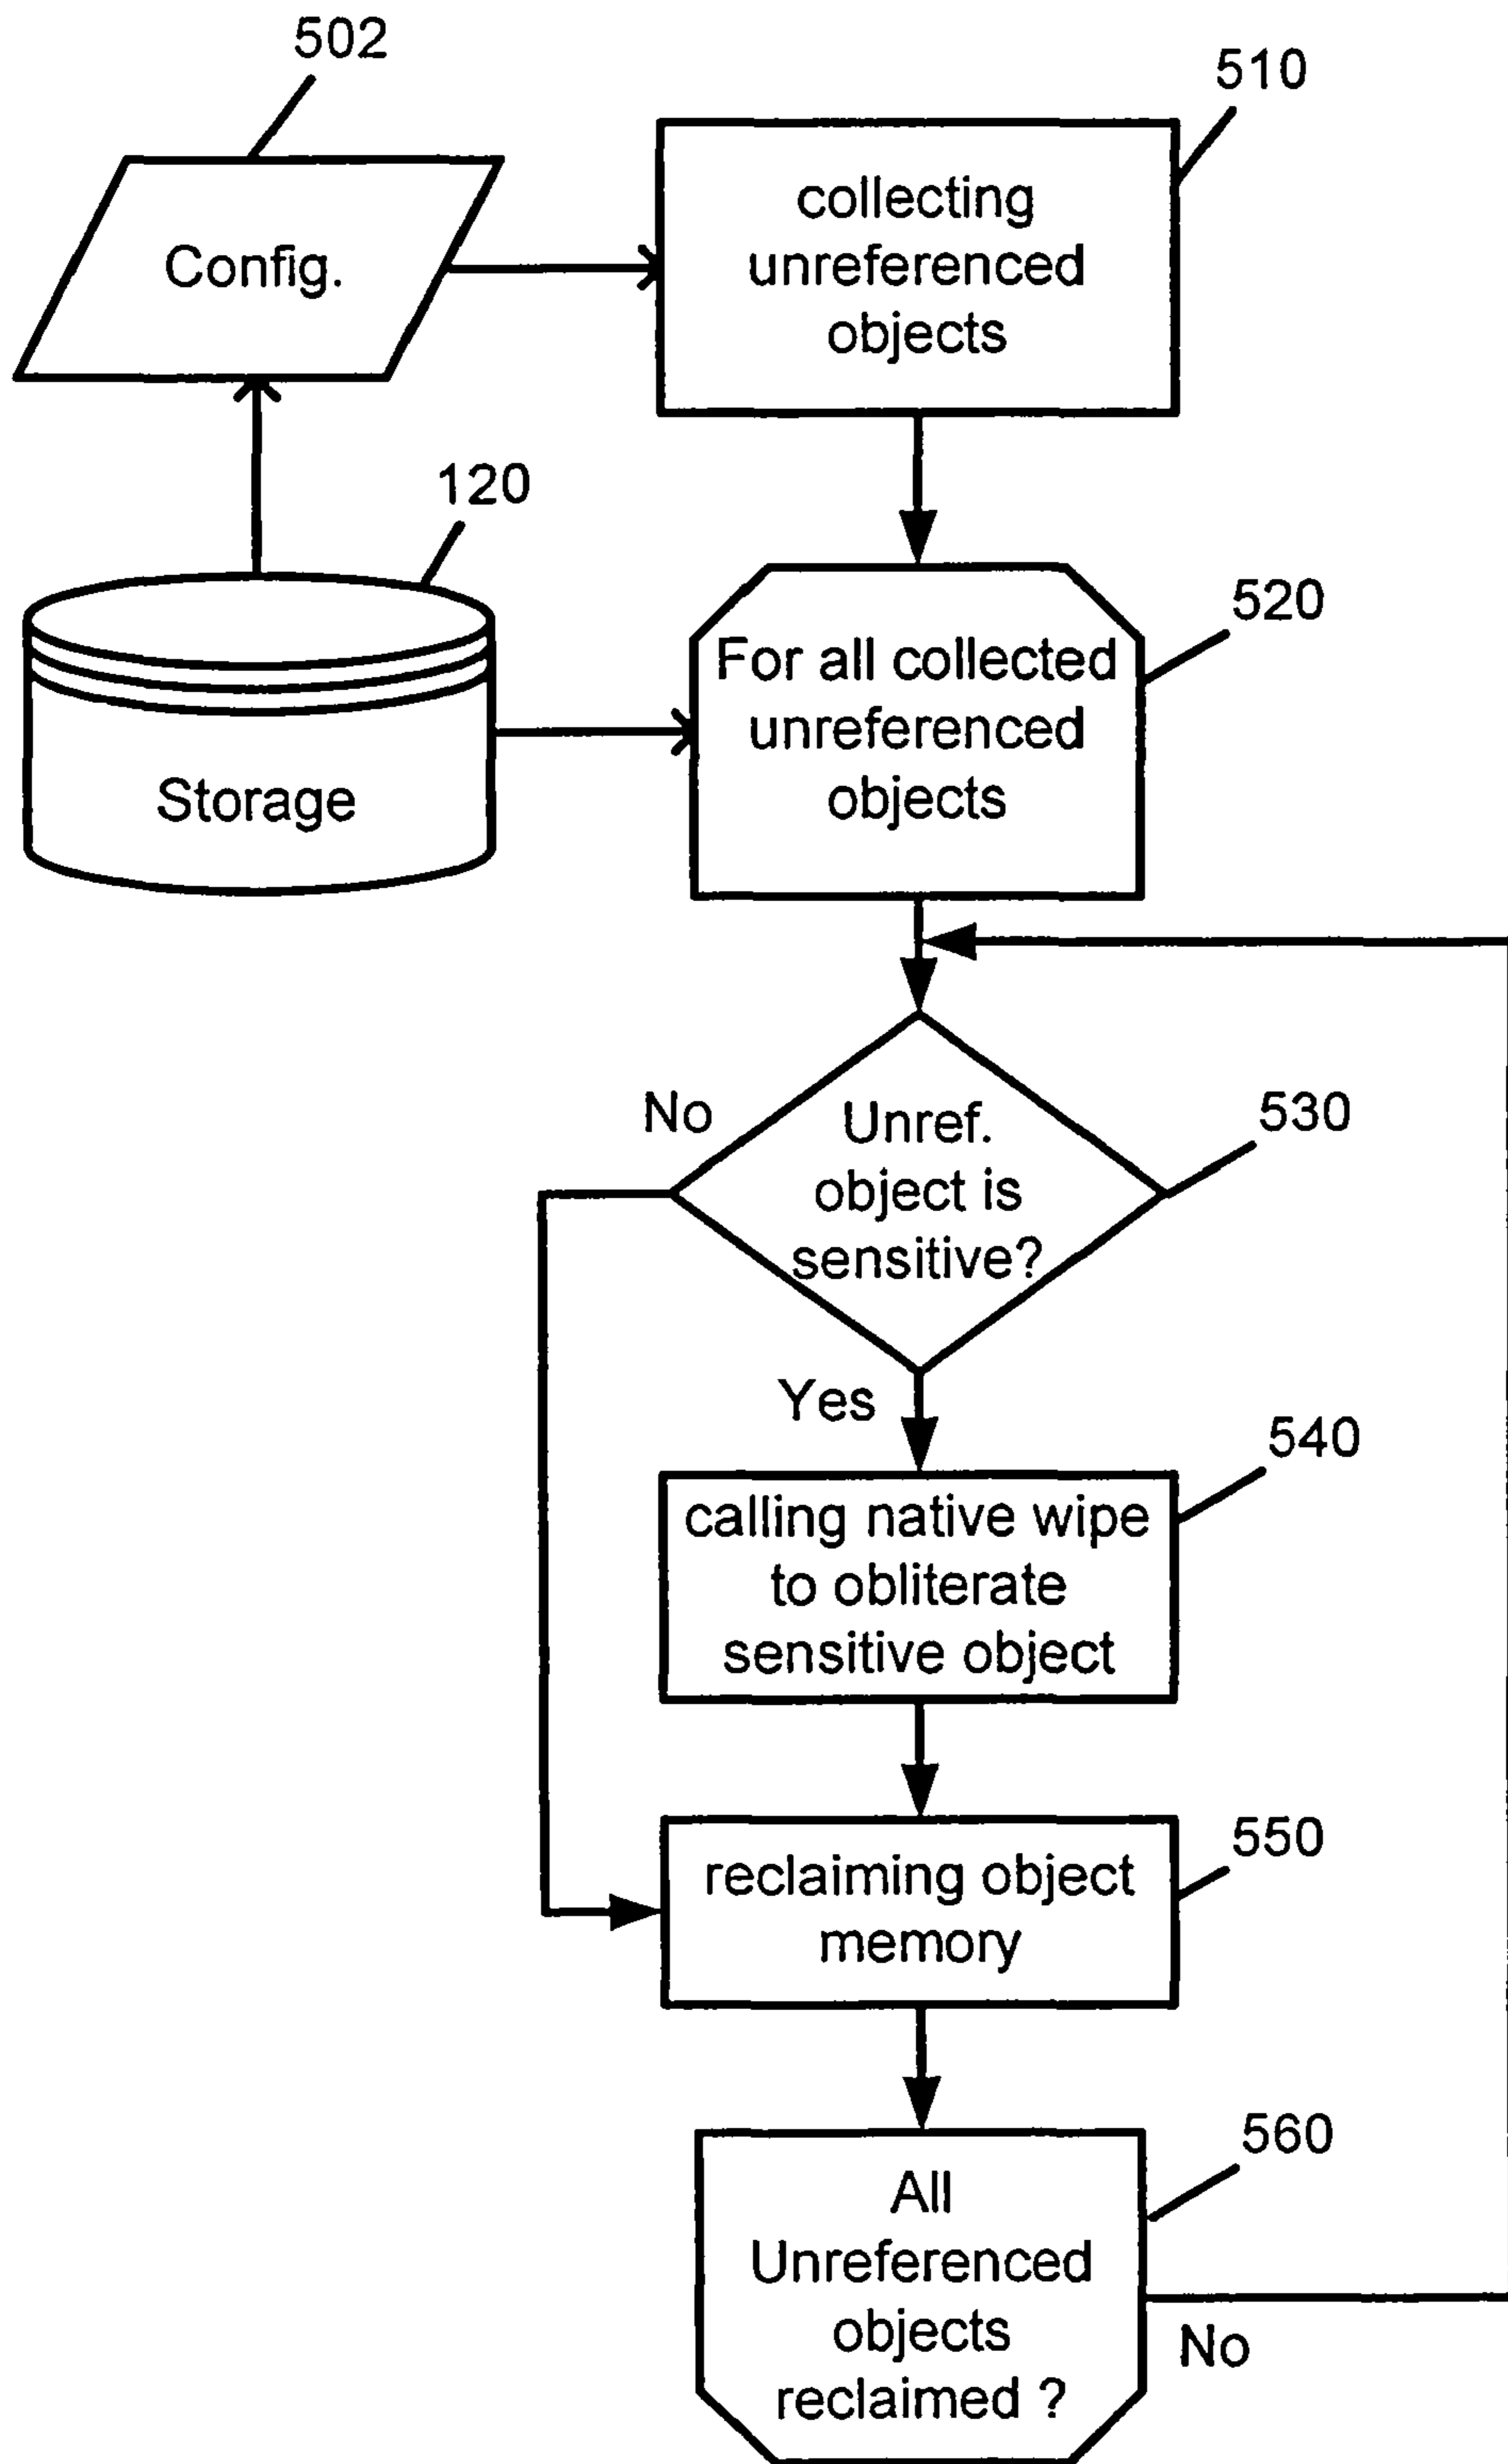 502
510
collecting
unreferenced
objects
Config.
120
520
For all collected
unreferenced
objects
Storage
No
530
Unref.
object is
sensitive?
Yes
540
calling native wipe
to obliterate
sensitive object
550
reclaiming object
memory
560
All
Unreferenced
objects
reclaimed ?
No